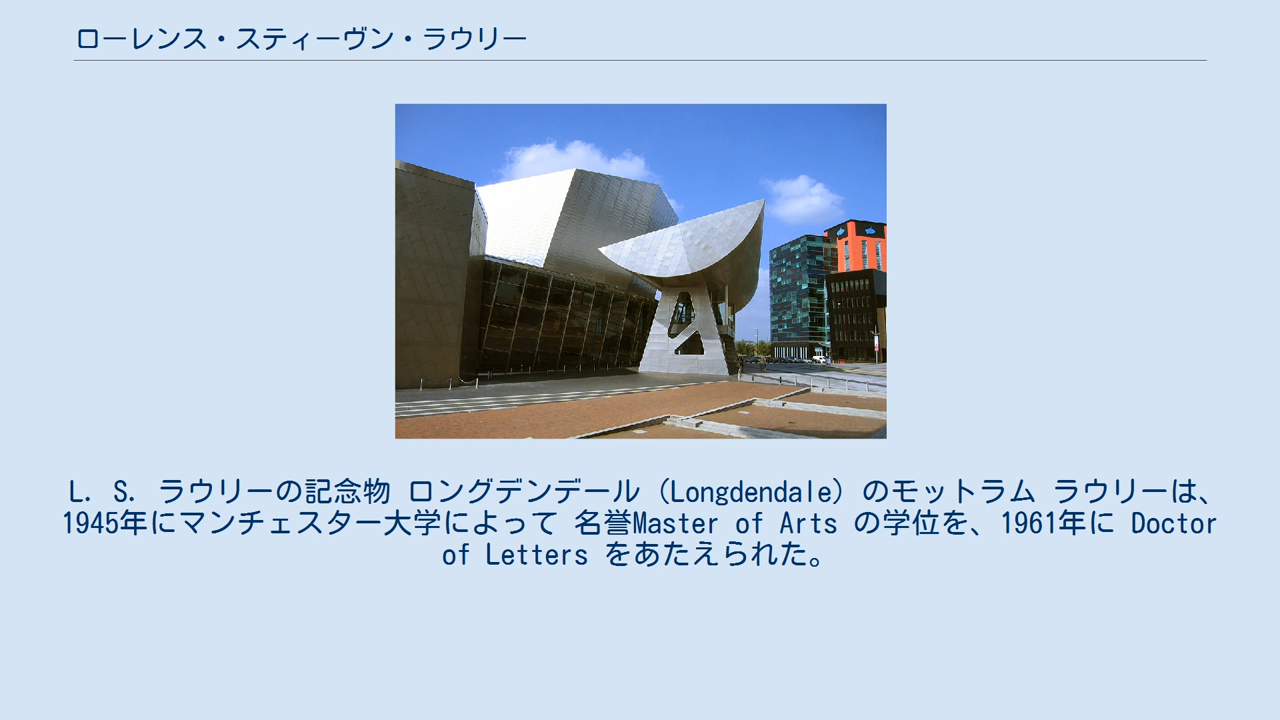 ローレンス・スティーヴン・ラウリー
L. S. ラウリーの記念物 ロングデンデール (Longdendale) のモットラム ラウリーは、
1945年にマンチェスター大学によって 名誉Master of Arts の学位を、1961年に Doctor
of Letters をあたえられた。